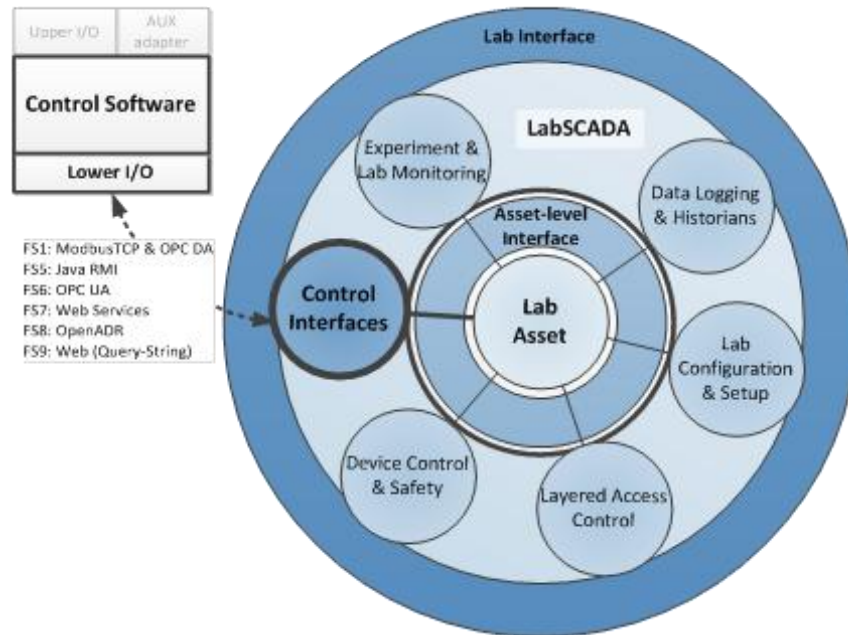 Upper I/O
AUX
adapter
Control Software
Lower I/O
FS1: ModbusTCP & OPC DA
FS5: Java RMI
FS6: OPC UA
FS7: Web Services
FS8: OpenADR
FS9: Web (Query-String)
Lab Interface
LabSCADA
Experiment &
Lab Monitoring
Data Logging
& Historians
Asset-level
Interface
Control
Interfaces
Lab
Asset
Lab
Configuration
& Setup
Device Control
& Safety
Layered Access
Control